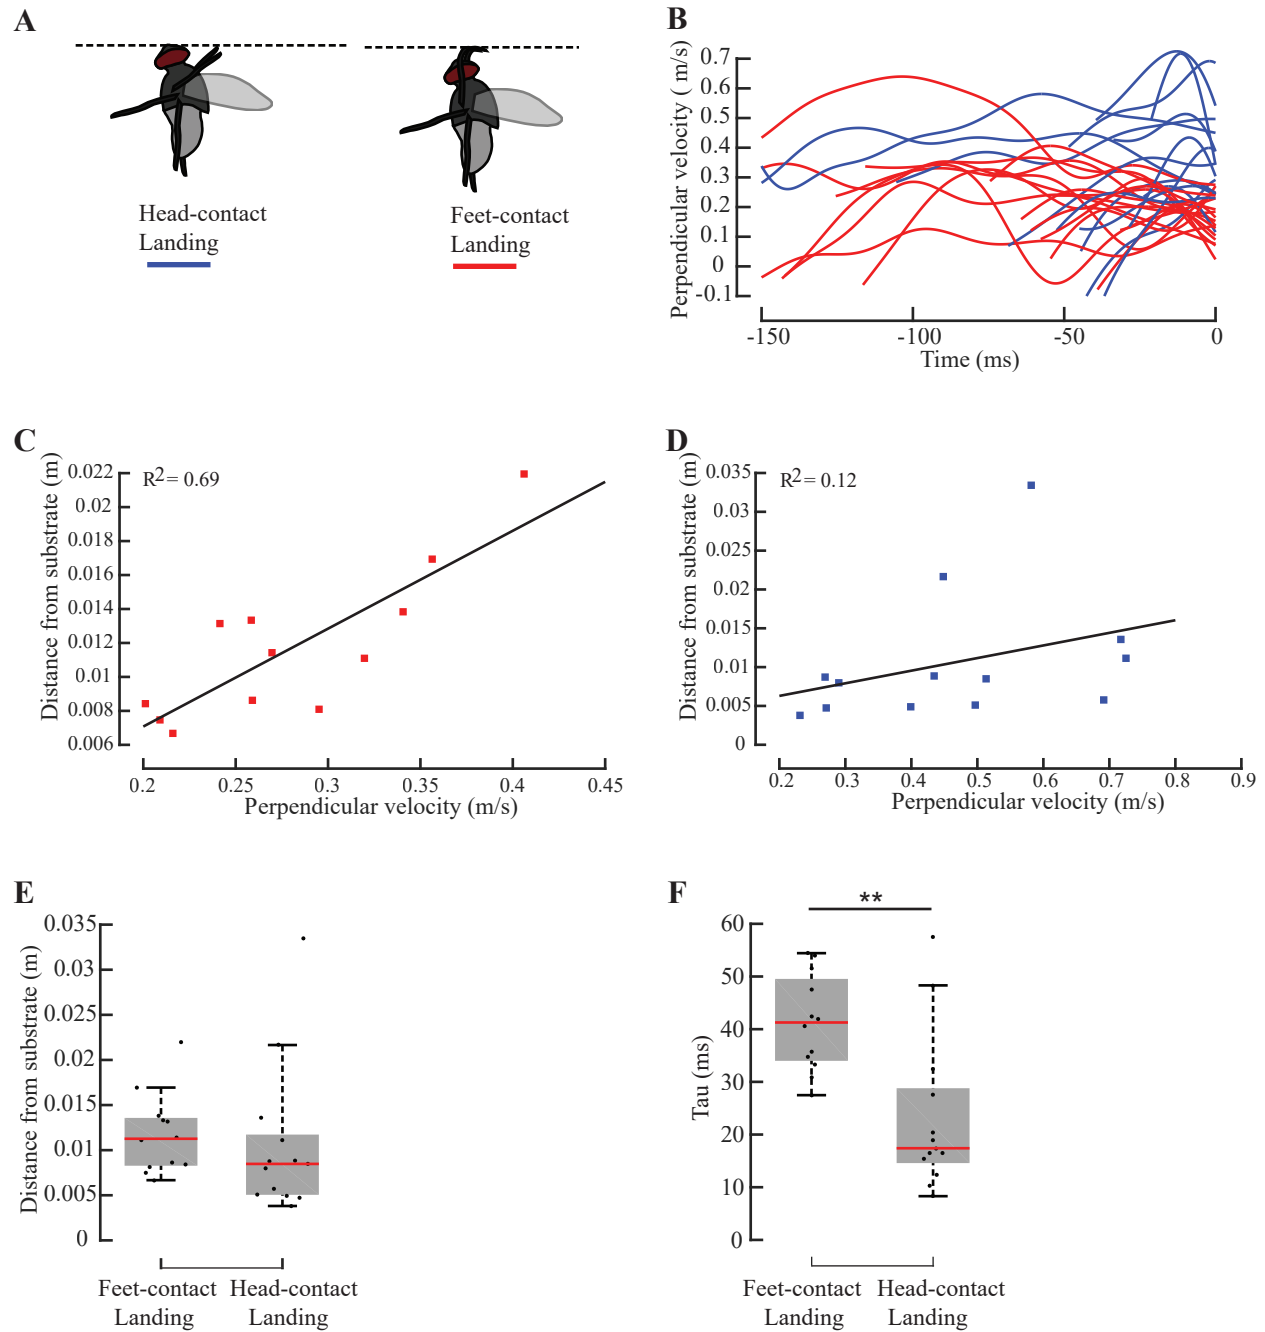 A
Head-contact
Landing
Feet-contact
Landing
B
Perpendicular velocity ( m/s)
0.7
0.6
0.5
0.4
0.3
0.2
0.1
0
-0.1
-150
-100
-50
0
Time (ms)
C
Distance from substrate (m)
0.022
0.02
0.018
0.016
0.014
0.012
0.01
0.008
0.006
R2= 0.69
0.2
0.25
0.3
0.35
0.4
0.45
Perpendicular velocity (m/s)
D
Distance from substrate (m)
0.035
0.03
0.025
0.02
0.015
0.01
0.005
0
R2= 0.12
0.2
0.3
0.4
0.5
0.6
0.7
0.8
0.9
Perpendicular velocity (m/s)
E
Distance from substrate (m)
0.035
0.03
0.025
0.02
0.015
0.01
0.005
0
Feet-contact
Landing
Head-contact
Landing
F
**
Tau (ms)
60
50
40
30
20
10
0
Feet-contact
Landing
Head-contact
Landing